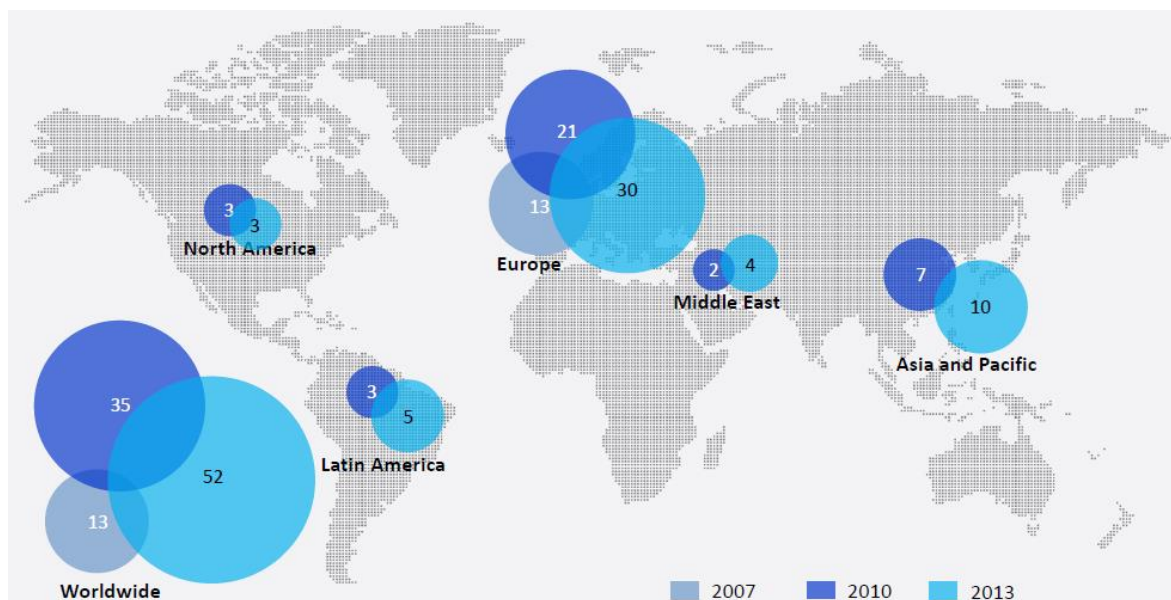 21
13
30
Europe
3
3
North America
2
4
Middle East
7
10
Asia and Pacific
3
5
Latin America
35
52
13
Worldwide
2007 2010 2013